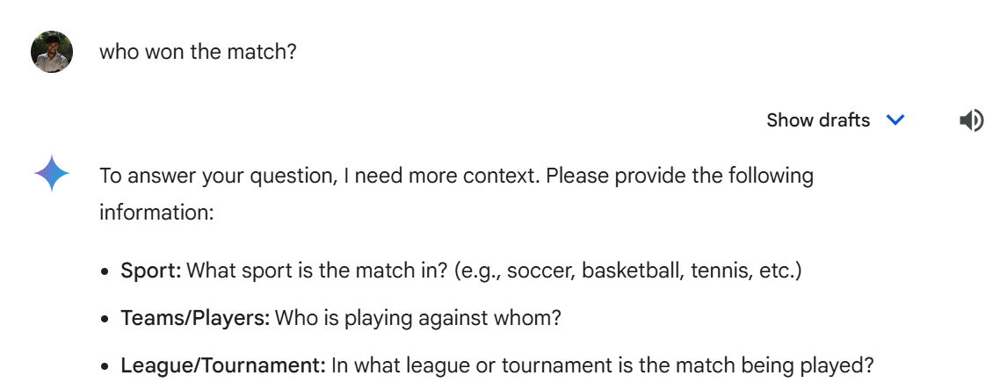 who won the match?
Show drafts
To answer your question, I need more context. Please provide the following
information:
• Sport: What sport is the match in? (e.g., soccer, basketball, tennis, etc.)
• Teams/Players: Who is playing against whom?
• League/Tournament: In what league or tournament is the match being played?